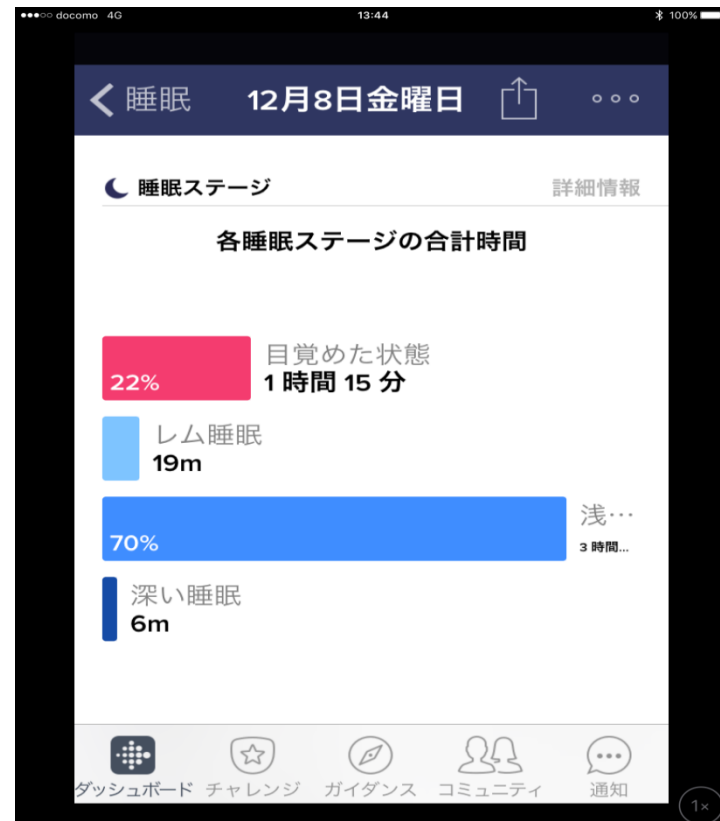 docomo 4G 13:44 100%
睡眠 12月8日金曜日
睡眠ステージ 詳細情報
各睡眠ステージの合計時間
目覚めた状態
22% 1 時間 15 分
レム睡眠
19m
浅…
70% 3 時間...
深い睡眠
6m
ダッシュボード チャレンジ ガイダンス コミュニティ 通知
1×